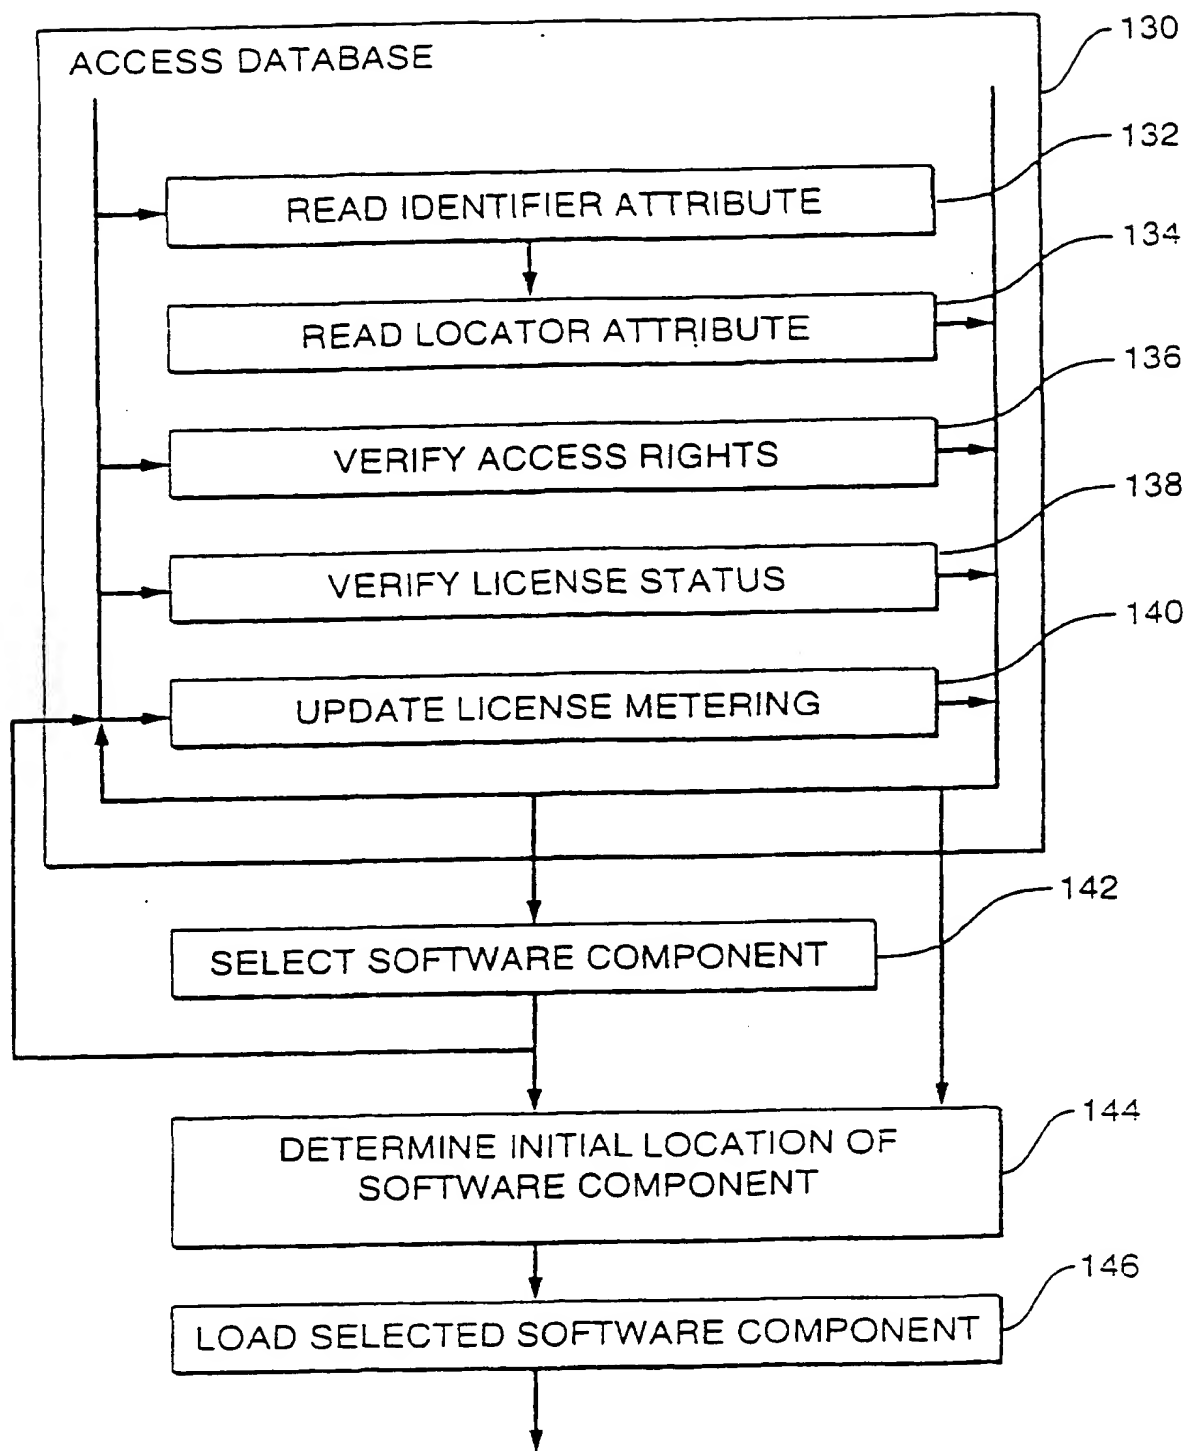 130
ACCESS DATABASE
132
READ IDENTIFIER ATTRIBUTE
134
READ LOCATOR ATTRIBUTE
136
VERIFY ACCESS RIGHTS
138
VERIFY LICENSE STATUS
140
UPDATE LICENSE METERING
142
SELECT SOFTWARE COMPONENT
144
DETERMINE INITIAL LOCATION OF
SOFTWARE COMPONENT
146
LOAD SELECTED SOFTWARE COMPONENT